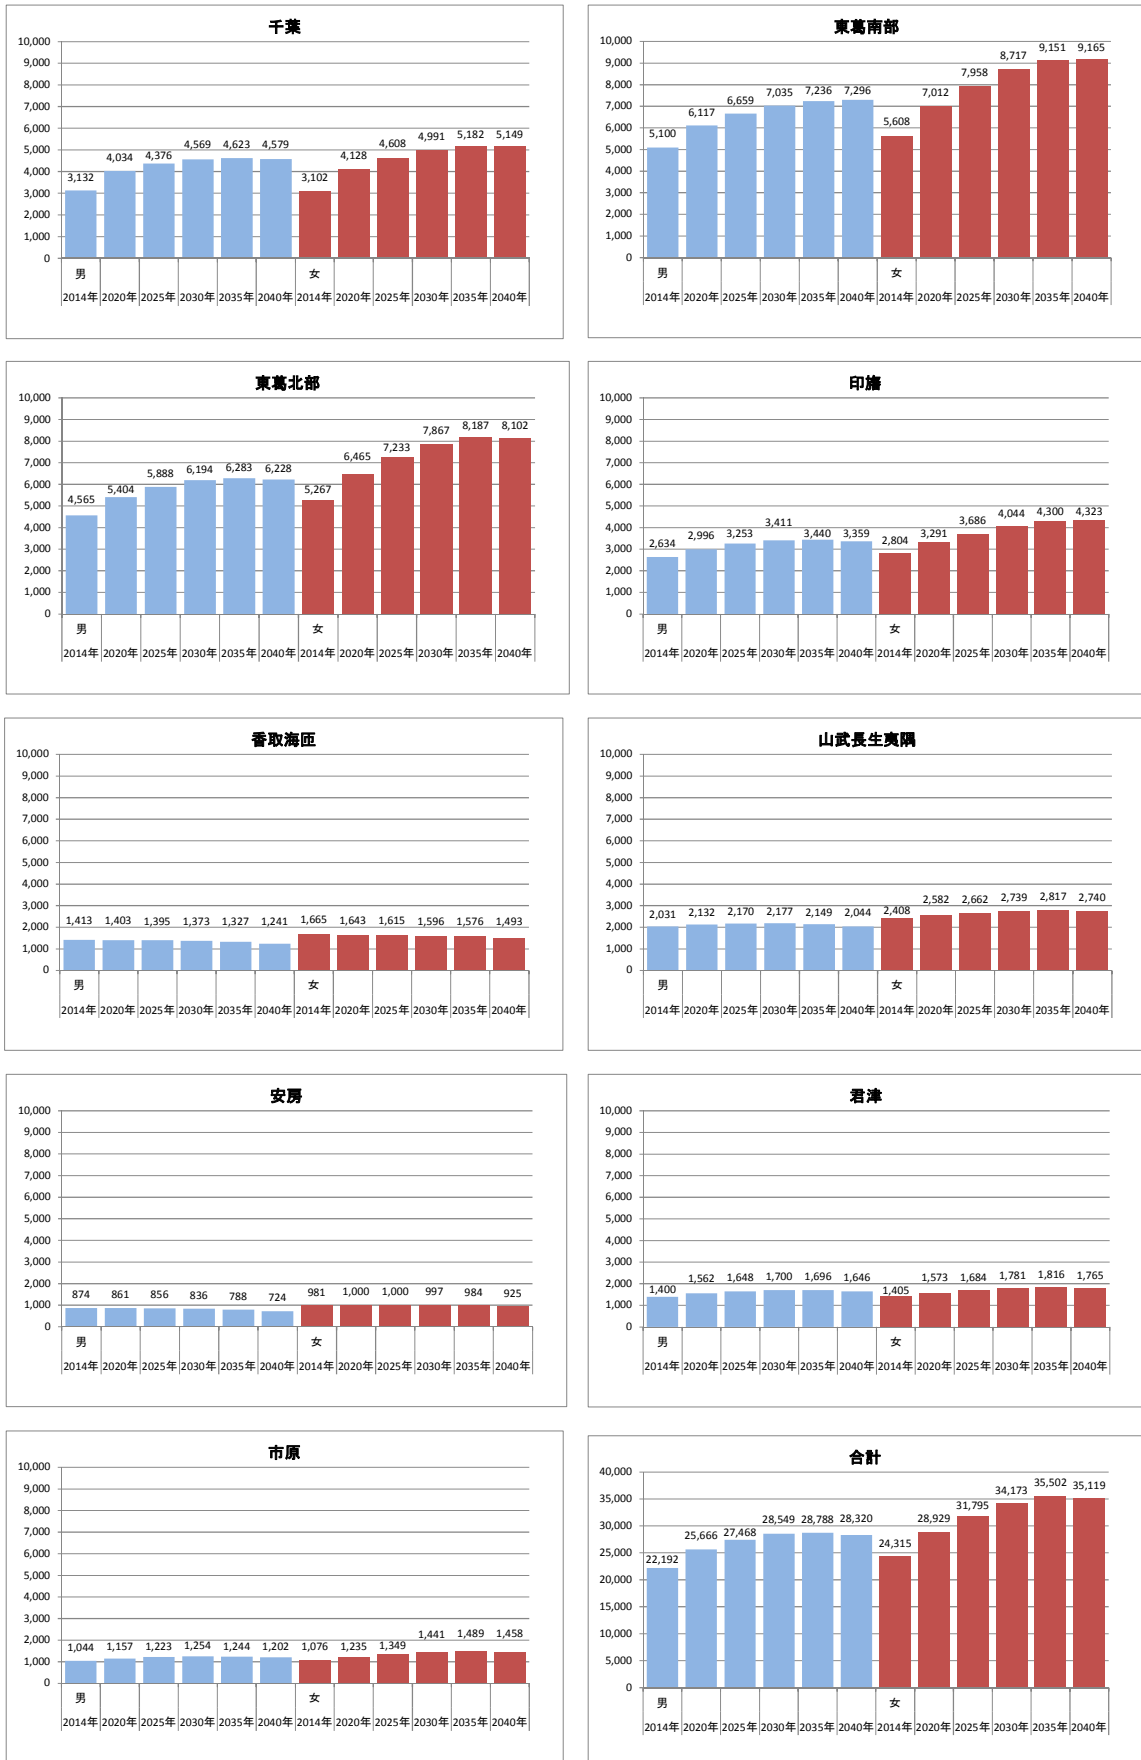 千葉
10,000
9,000
8,000
7,000
6,000
5,000
4,000
3,000
2,000
1,000
0
3,132 4,034 4,376 4,569 4,623 4,579 3,102 4,128 4,608 4,991 5,182 5,149
男 女
2014年 2020年 2025年 2030年 2035年 2040年 2014年 2020年 2025年 2030年 2035年 2040年
東葛南部
10,000
9,000
8,000
7,000
6,000
5,000
4,000
3,000
2,000
1,000
0
5,100 6,117 6,659 7,035 7,236 7,296 5,608 7,012 7,958 8,717 9,151 9,165
男 女
2014年 2020年 2025年 2030年 2035年 2040年 2014年 2020年 2025年 2030年 2035年 2040年
東葛北部
10,000
9,000
8,000
7,000
6,000
5,000
4,000
3,000
2,000
1,000
0
4,565 5,404 5,888 6,194 6,283 6,228 5,267 6,465 7,233 7,867 8,187 8,102
男 女
2014年 2020年 2025年 2030年 2035年 2040年 2014年 2020年 2025年 2030年 2035年 2040年
印旛
10,000
9,000
8,000
7,000
6,000
5,000
4,000
3,000
2,000
1,000
0
2,634 2,996 3,253 3,411 3,440 3,359 2,804 3,291 3,686 4,044 4,300 4,323
男 女
2014年 2020年 2025年 2030年 2035年 2040年 2014年 2020年 2025年 2030年 2035年 2040年
香取海匝
10,000
9,000
8,000
7,000
6,000
5,000
4,000
3,000
2,000
1,000
0
1,413 1,403 1,395 1,373 1,327 1,241 1,665 1,643 1,615 1,596 1,576 1,493
男 女
2014年 2020年 2025年 2030年 2035年 2040年 2014年 2020年 2025年 2030年 2035年 2040年
山武長生夷隅
10,000
9,000
8,000
7,000
6,000
5,000
4,000
3,000
2,000
1,000
0
2,031 2,132 2,170 2,177 2,149 2,044 2,408 2,582 2,662 2,739 2,817 2,740
男 女
2014年 2020年 2025年 2030年 2035年 2040年 2014年 2020年 2025年 2030年 2035年 2040年
安房
10,000
9,000
8,000
7,000
6,000
5,000
4,000
3,000
2,000
1,000
0
874 861 856 836 788 724 981 1,000 1,000 997 984 925
男 女
2014年 2020年 2025年 2030年 2035年 2040年 2014年 2020年 2025年 2030年 2035年 2040年
君津
10,000
9,000
8,000
7,000
6,000
5,000
4,000
3,000
2,000
1,000
0
1,400 1,562 1,648 1,700 1,696 1,646 1,405 1,573 1,684 1,781 1,816 1,765
男 女
2014年 2020年 2025年 2030年 2035年 2040年 2014年 2020年 2025年 2030年 2035年 2040年
市原
10,000
9,000
8,000
7,000
6,000
5,000
4,000
3,000
2,000
1,000
0
1,044 1,157 1,223 1,254 1,244 1,202 1,076 1,235 1,349 1,441 1,489 1,458
男 女
2014年 2020年 2025年 2030年 2035年 2040年 2014年 2020年 2025年 2030年 2035年 2040年
合計
40,000
35,000
30,000
25,000
20,000
15,000
10,000
5,000
0
22,192 25,666 27,468 28,549 28,788 28,320 24,315 28,929 31,795 34,173 35,502 35,119
男 女
2014年 2020年 2025年 2030年 2035年 2040年 2014年 2020年 2025年 2030年 2035年 2040年